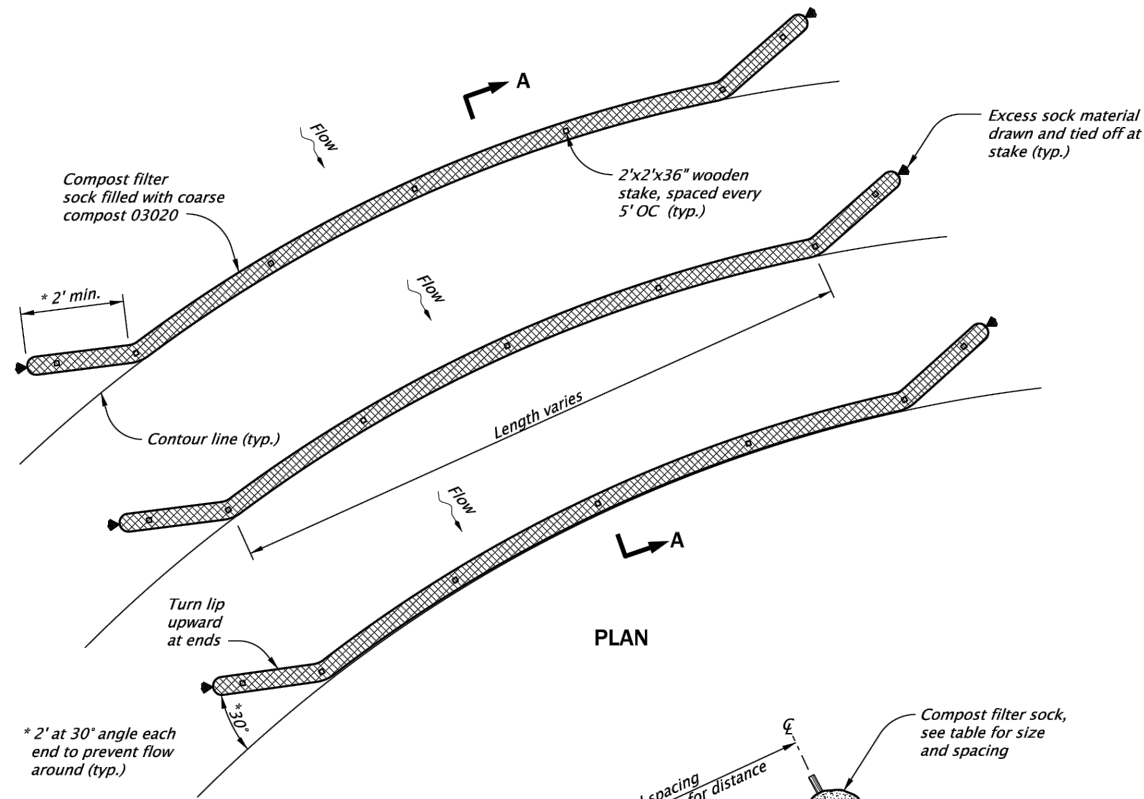 A
Flow
Excess sock material
drawn and tied off at
stake (typ.)
Compost filter
sock filled with coarse
compost 03020
2'x2'x36" wooden
stake, spaced every
5' OC (typ.)
* 2' min.
Flow
Contour line (typ.)
Length varies
Flow
A
Turn lip
upward
at ends
PLAN
*30°
* 2' at 30° angle each
end to prevent flow
around (typ.)
℄
Compost filter sock,
see table for size
and spacing
spacing
for distance